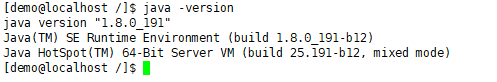 [demo@localhost /]$ java -version
java version "1.8.0_191"
Java(TM) SE Runtime Environment (build 1.8.0_191-b12)
Java HotSpot(TM) 64-Bit Server VM (build 25.191-b12, mixed mode)
[demo@localhost /]$